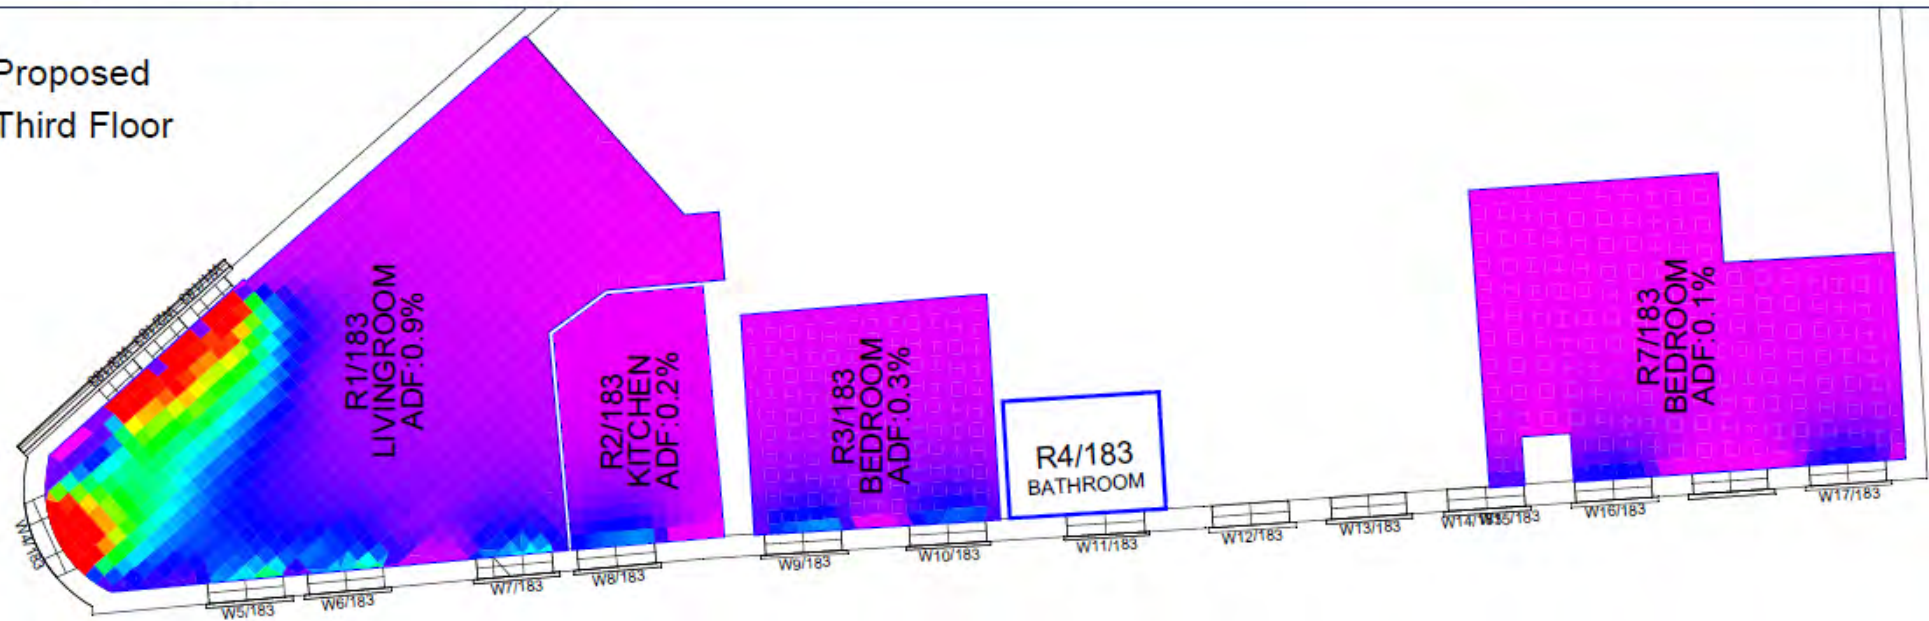 Proposed
Third Floor
R1/183
LIVINGROOM
ADF:0.9%
R2/183
KITCHEN
ADF:0.2%
R3/183
BEDROOM
ADF:0.3%
R4/183
BATHROOM
R7/183
BEDROOM
ADF:0.1%
W4/183
W5/183
W6/183
W7/183
W8/183
W9/183
W10/183
W11/183
W12/183
W13/183
W16/183
W17/183